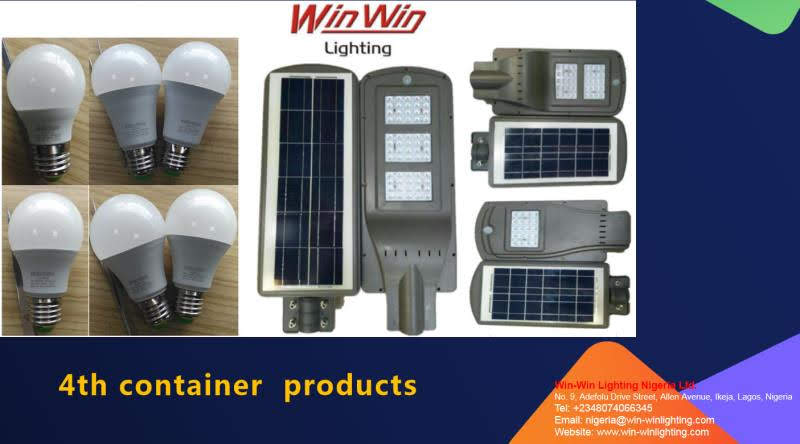 WinWin
Lighting
4th container products
Win-Win Lighting Nigeria Ltd.
No. 9, Adefolu Drive Street, Allen Avenue, Ikeja, Lagos, Nigeria
Tel: +2348074066345
Email: nigeria@win-winlighting.com
Website: www.win-winlighting.com